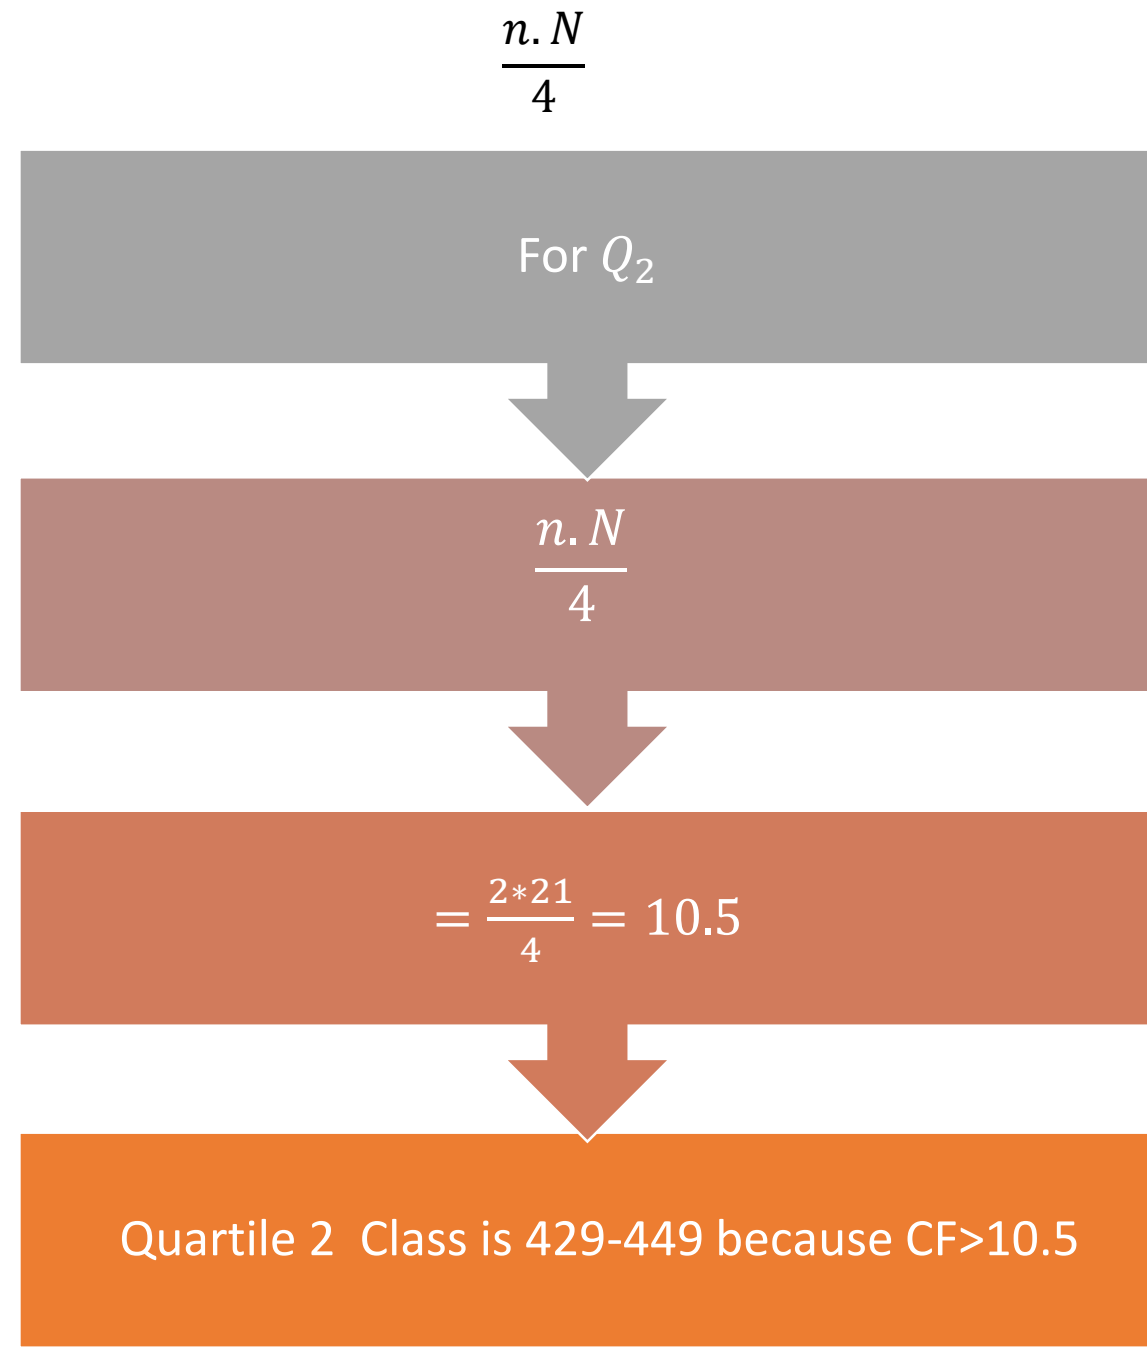 n. N
4
For Q₂
n. N
4
= 2*21/4 = 10.5
Quartile 2  Class is 429-449 because CF>10.5